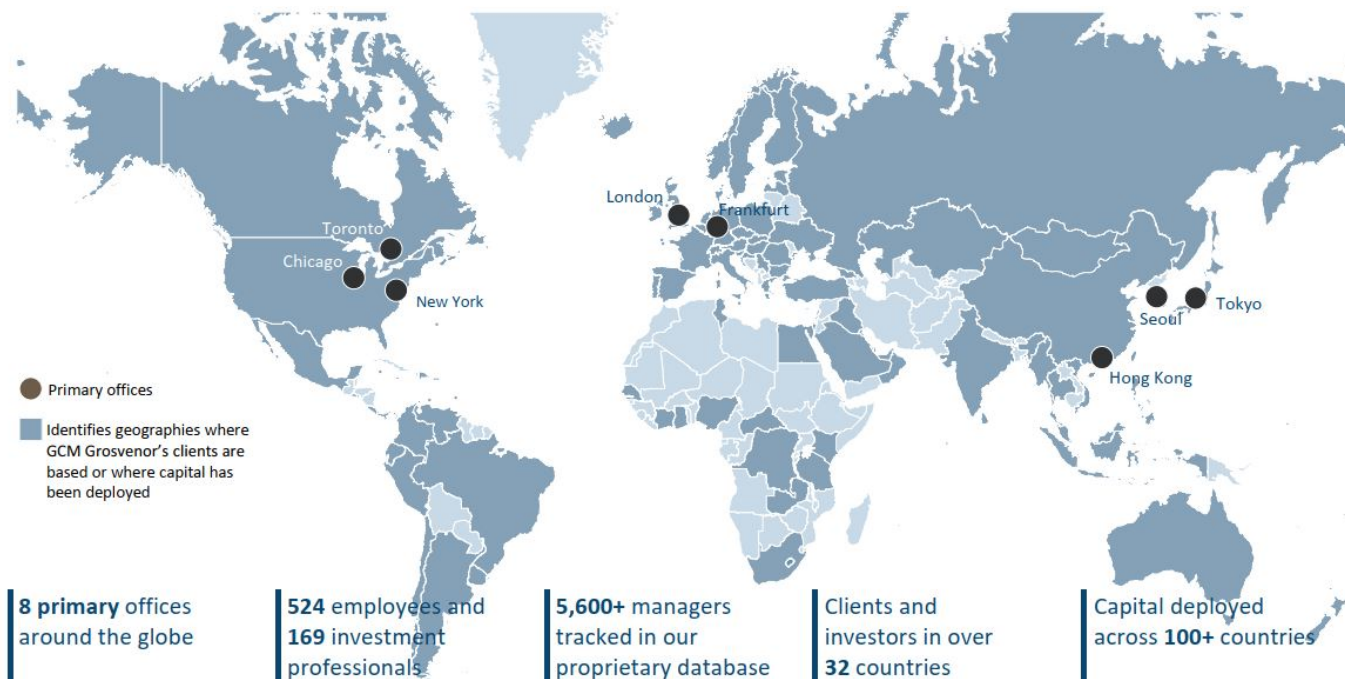 London
Frankfurt
Toronto
Chicago
New York
Seoul
Tokyo
Hong Kong
Primary offices
Identifies geographies where
GCM Grosvenor’s clients are
based or where capital has
been deployed
8 primary offices
around the globe
524 employees and
169 investment
professionals
5,600+ managers
tracked in our
proprietary database
Clients and
investors in over
32 countries
Capital deployed
across 100+ countries